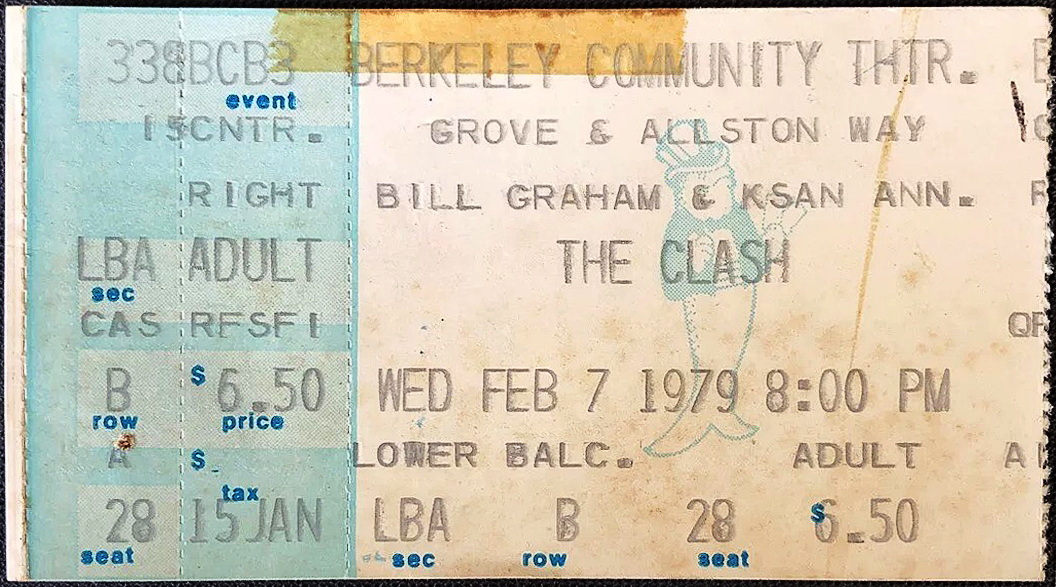 338BCB3 BERKELEY COMMUNITY THTR.
event
15CNTR. GROVE & ALLSTON WAY
RIGHT BILL GRAHAM & KSAN ANN.
LBA ADULT THE CLASH
sec
CAS
B $ 6.50 WED FEB 7 1979 8:00 PM
row price
A $ LOWER BALC. ADULT
tax
28 15JAN LBA B 28 $6.50
seat sec row seat